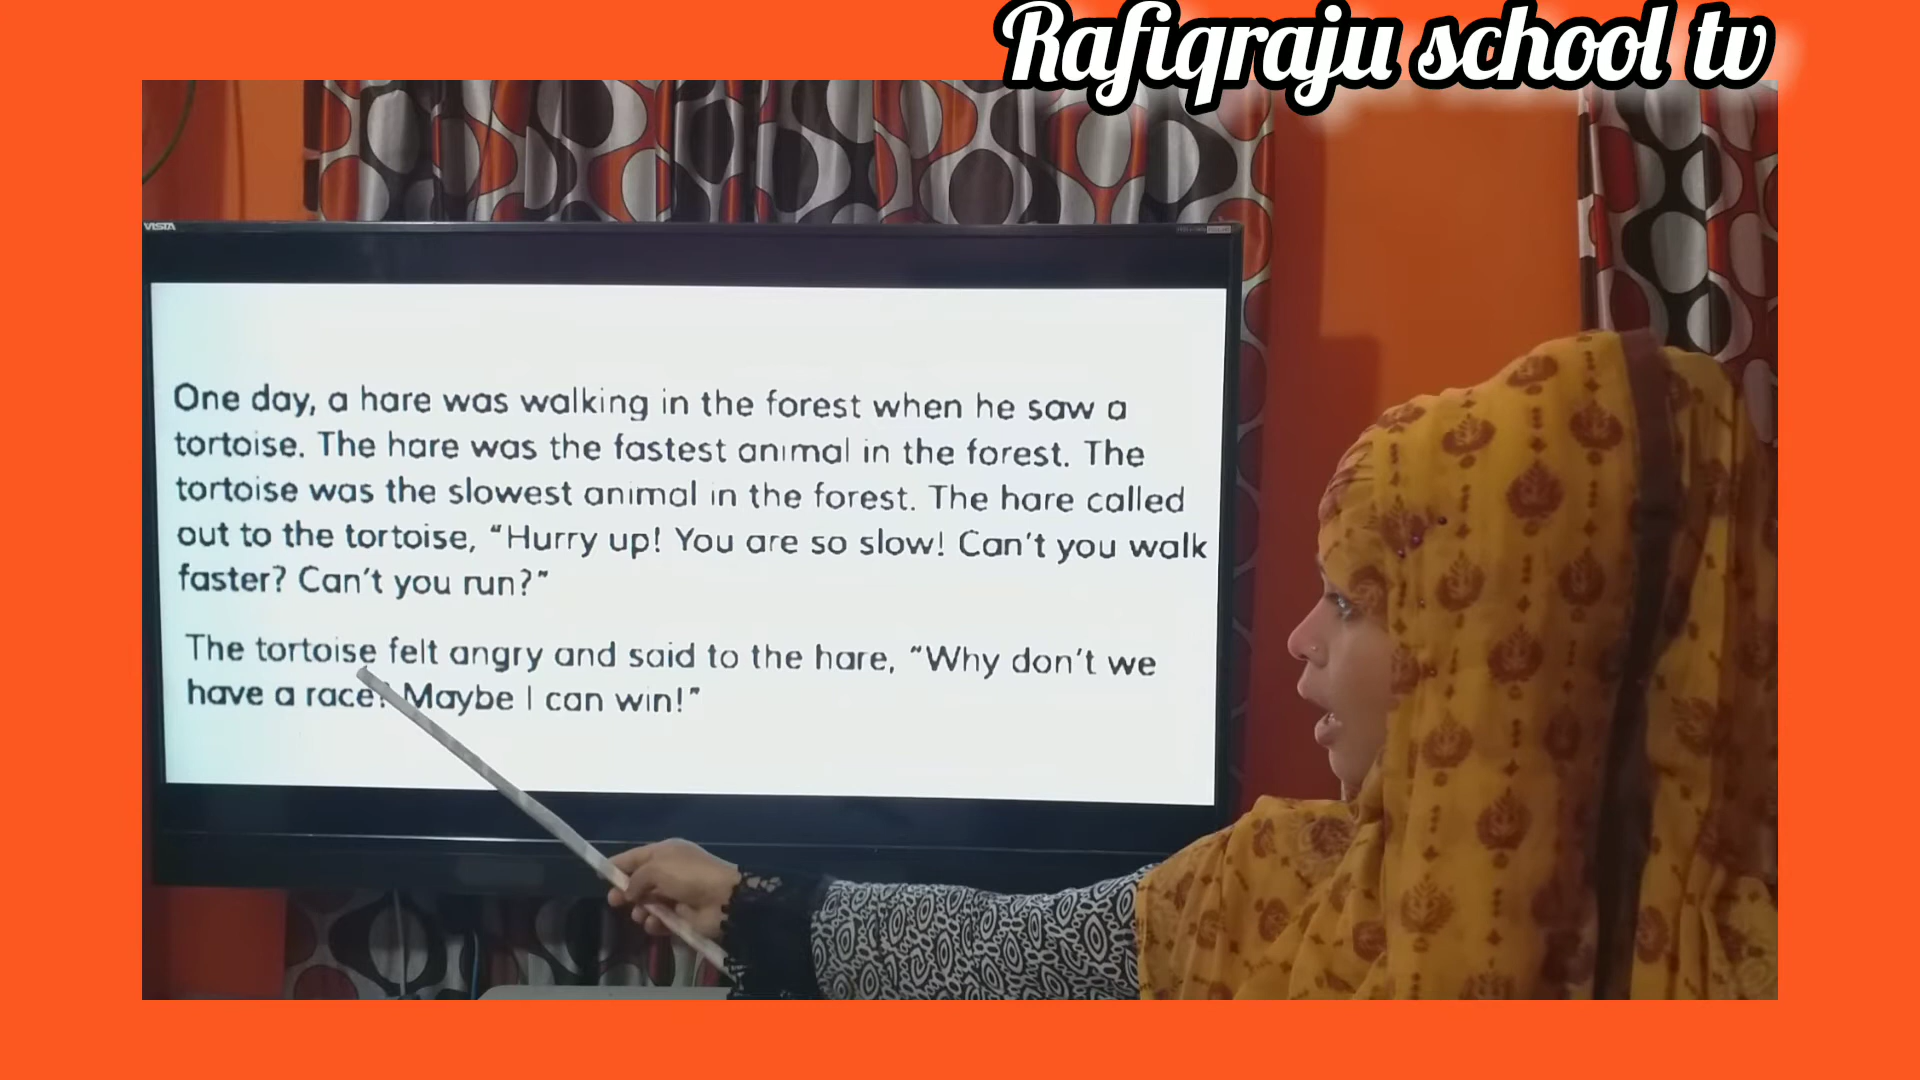 Rafiqraju school tv
VISTA
One day, a hare was walking in the forest when he saw a
tortoise. The hare was the fastest animal in the forest. The
tortoise was the slowest animal in the forest. The hare called
out to the tortoise, “Hurry up! You are so slow! Can't you walk
faster? Can't you run?”
The tortoise felt angry and said to the hare, “Why don't we
have a race? Maybe I can win!”